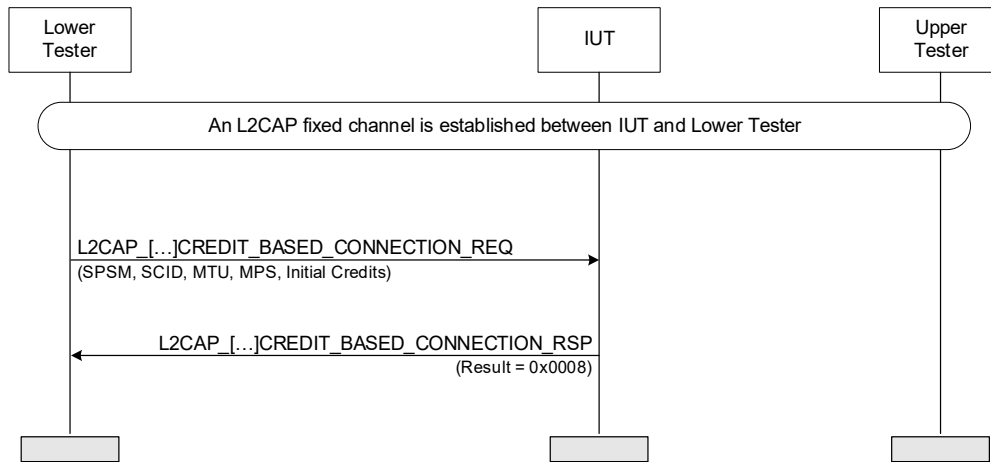 Lower
Tester
IUT
Upper
Tester
An L2CAP fixed channel is established between IUT and Lower Tester
L2CAP_[…]CREDIT_BASED_CONNECTION_REQ
(SPSM, SCID, MTU, MPS, Initial Credits)
L2CAP_[…]CREDIT_BASED_CONNECTION_RSP
(Result = 0x0008)